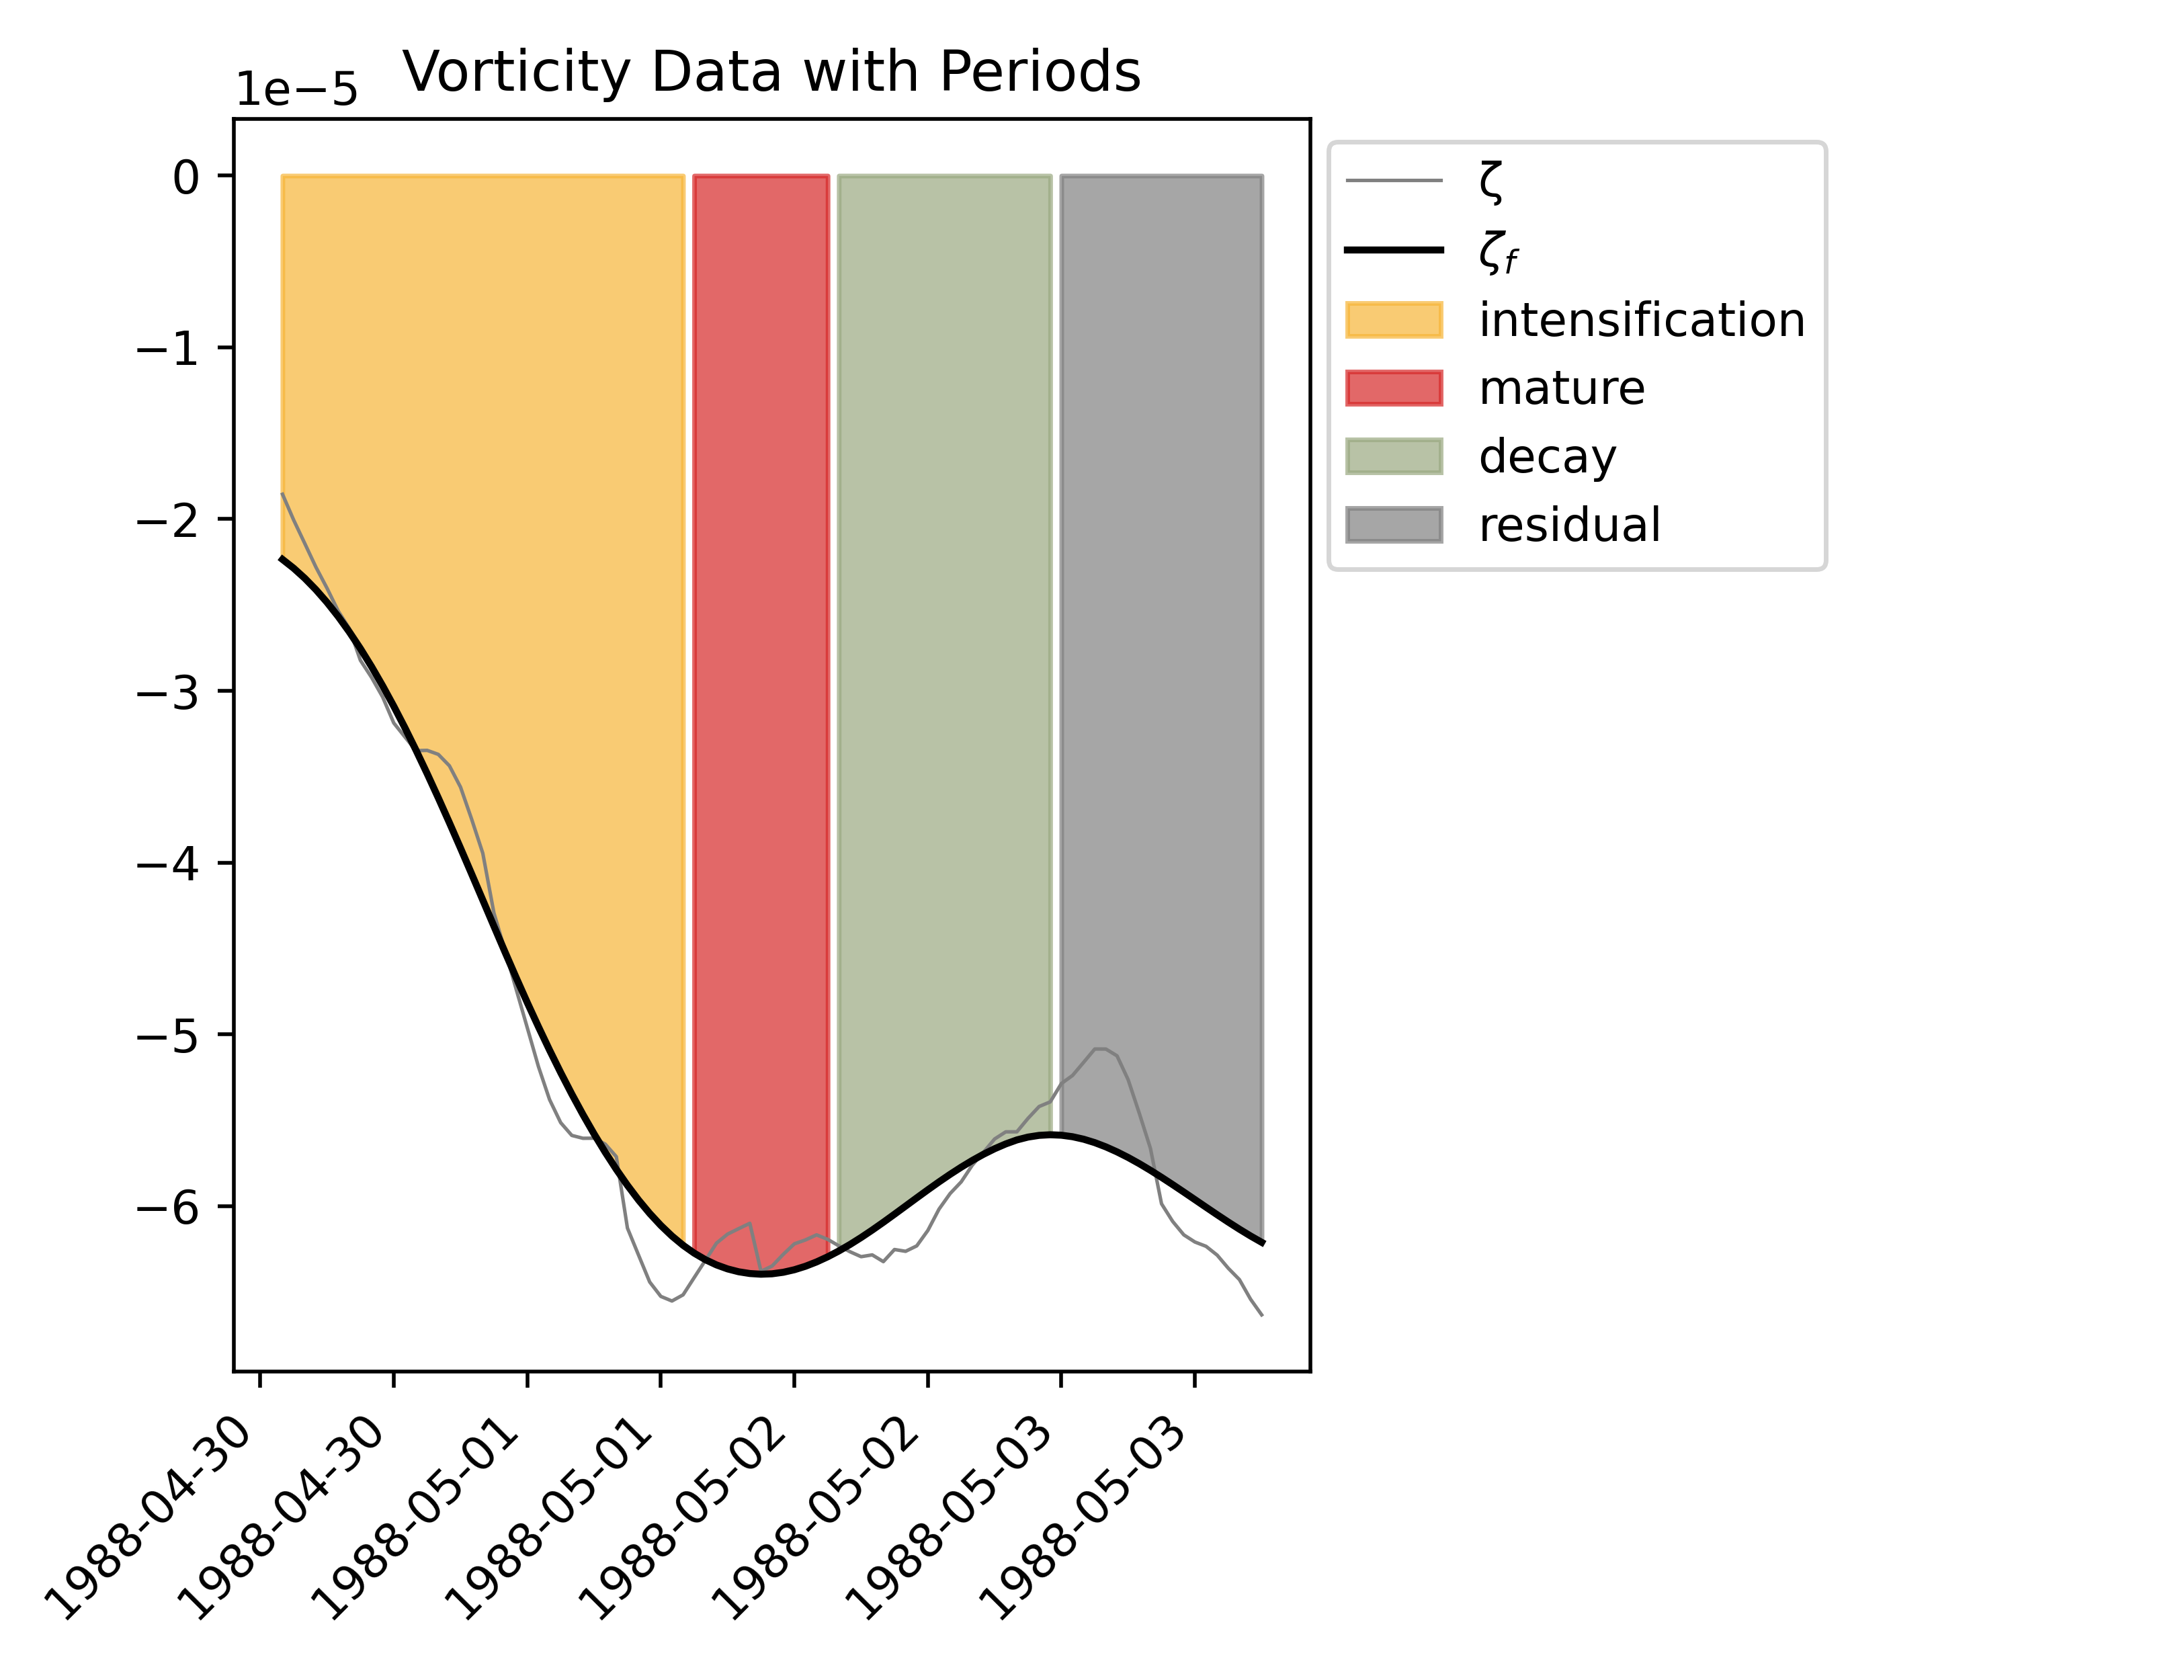 Vorticity Data with Periods
1e−5
0
−1
−2
−3
−4
−5
−6
1988-04-30
1988-04-30
1988-05-01
1988-05-01
1988-05-02
1988-05-02
1988-05-03
1988-05-03
ζ
ζf
intensification
mature
decay
residual